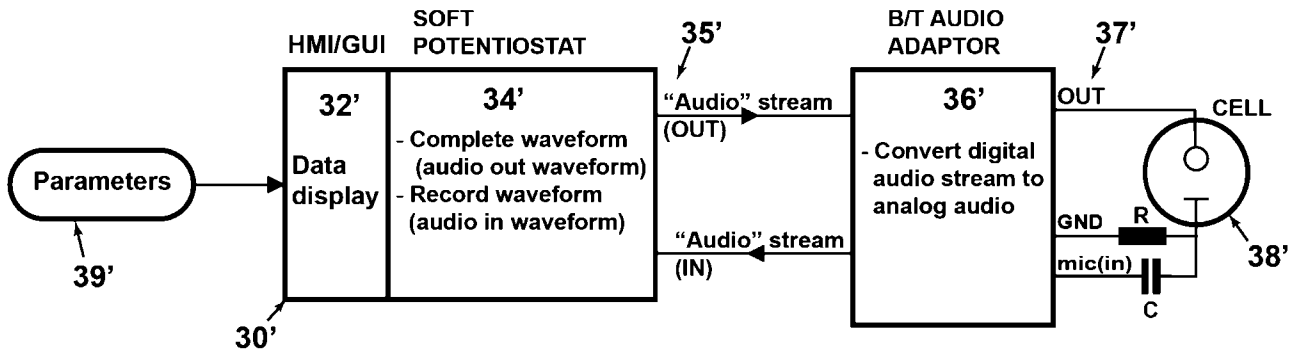 HMI/GUI
SOFT
POTENTIOSTAT
35’
B/T AUDIO
ADAPTOR
37’
Parameters
39’
32’
Data
display
30’
34’
- Complete waveform
(audio out waveform)
- Record waveform
(audio in waveform)
“Audio” stream
(OUT)
“Audio” stream
(IN)
36’
- Convert digital
audio stream to
analog audio
OUT
CELL
GND
R
mic(in)
C
38’